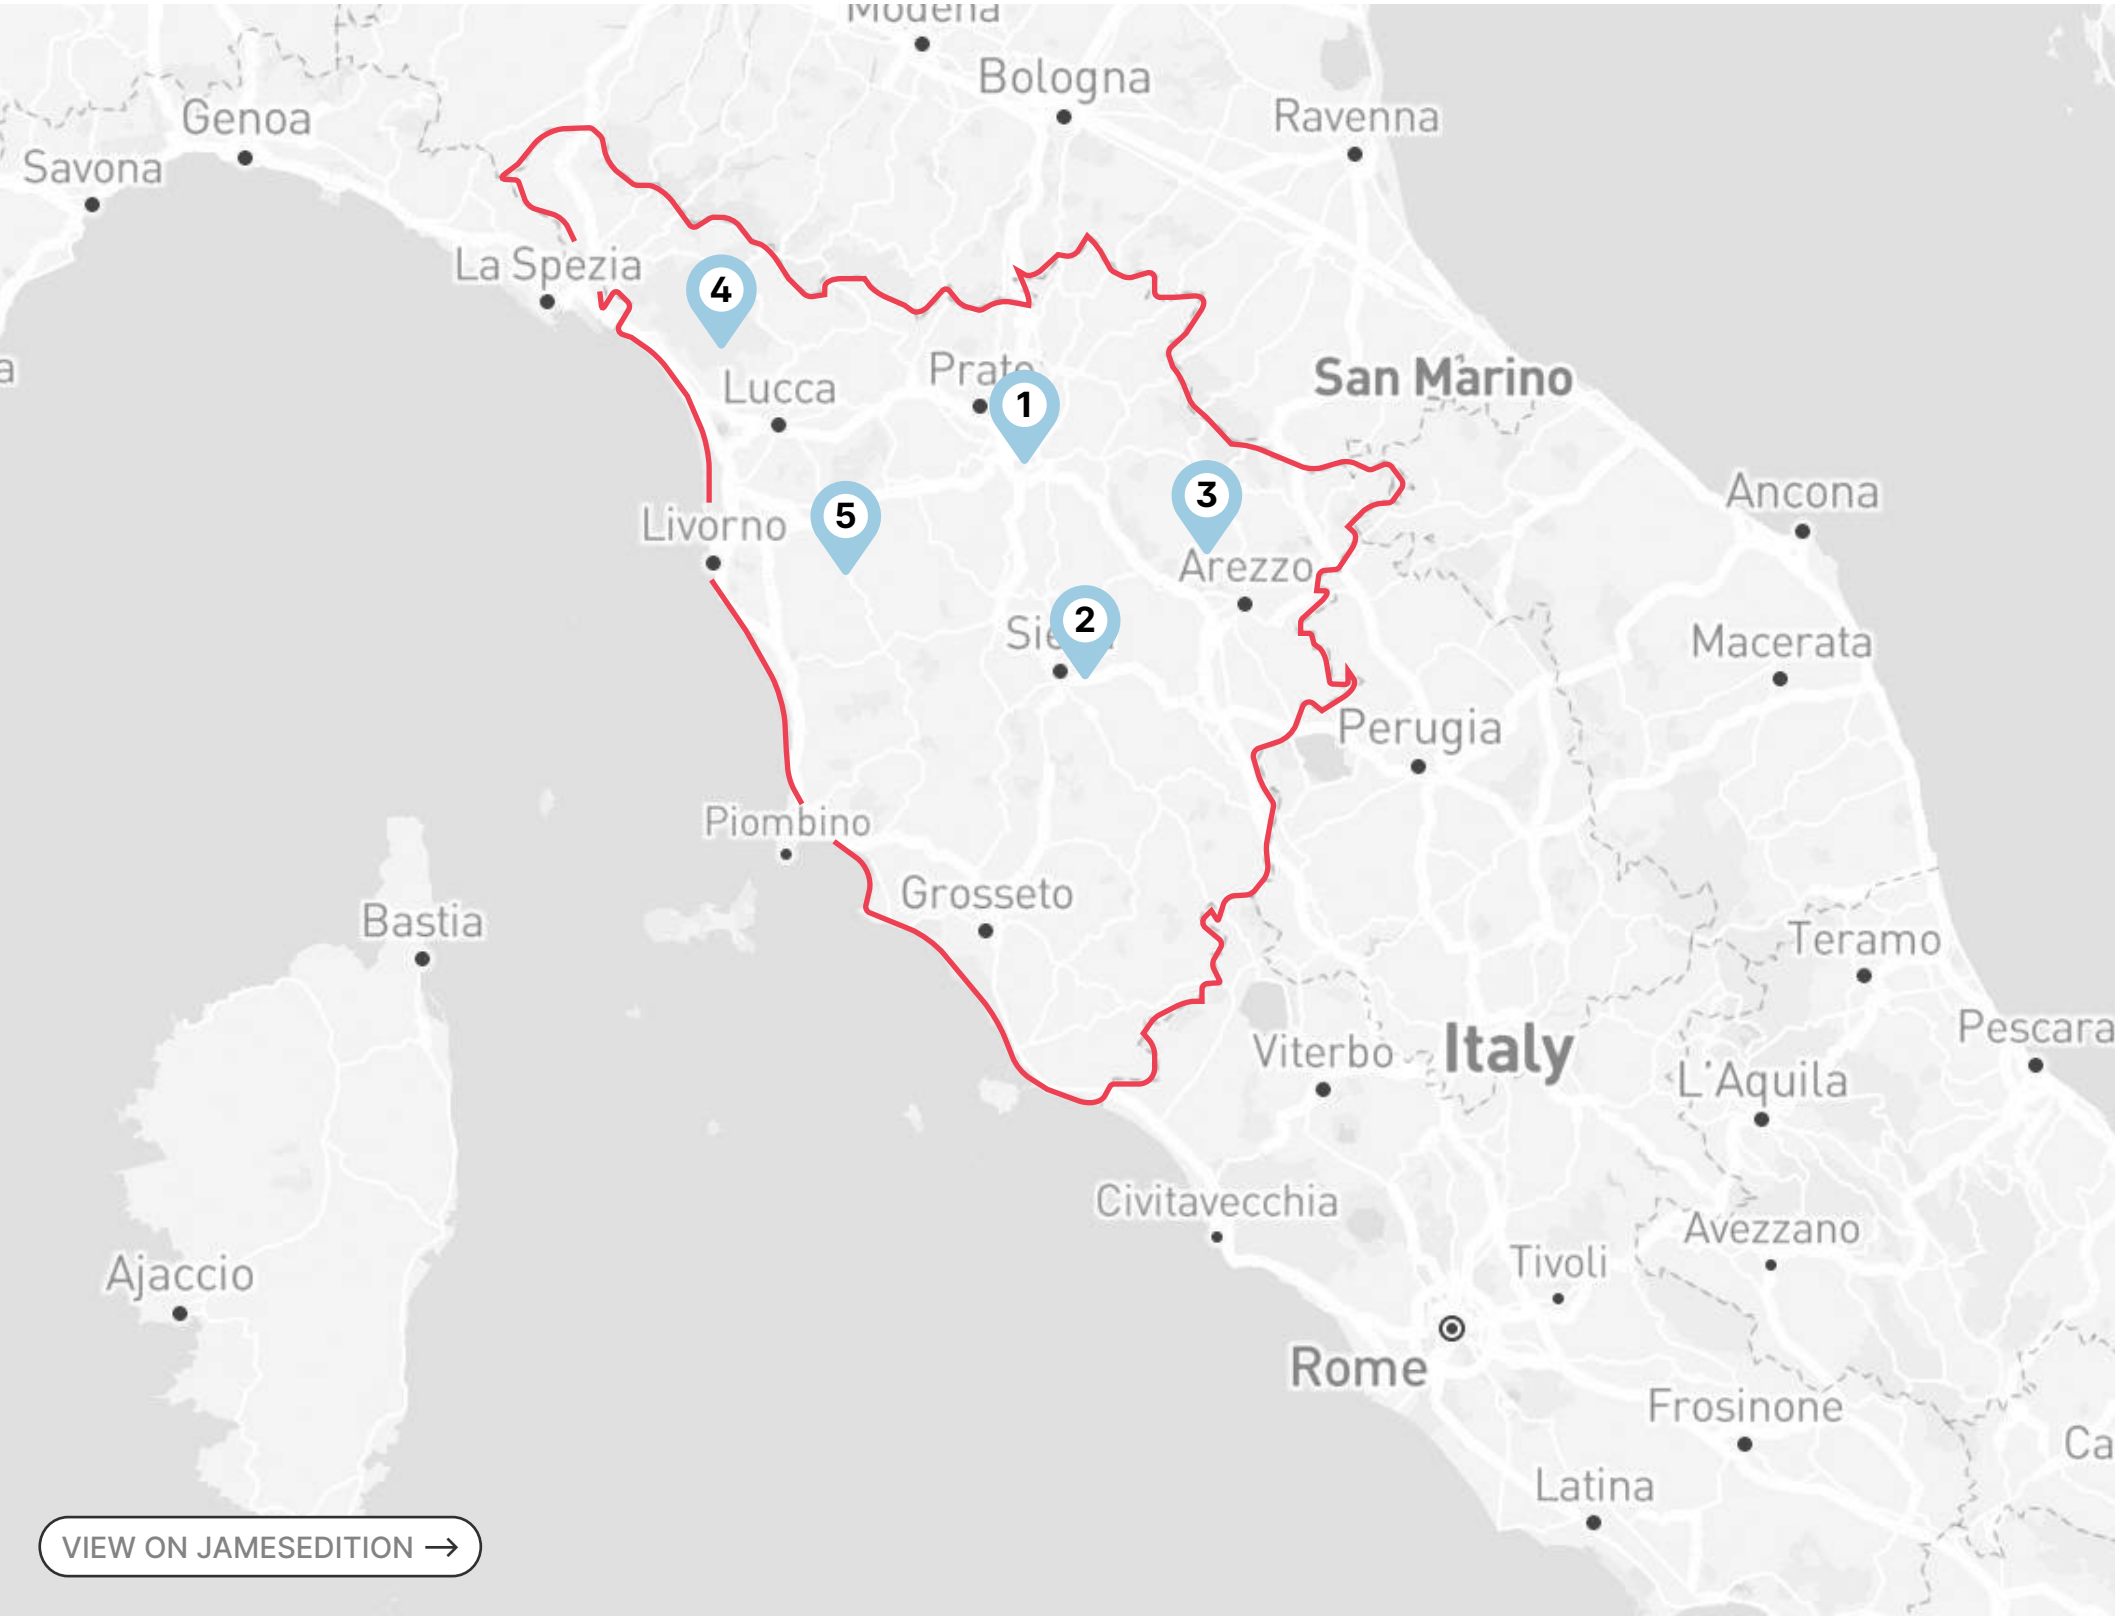 Modena
Bologna
Genoa
Ravenna
Savona
La Spezia
4
a
Prato
San Marino
Lucca
1
3
Ancona
5
Livorno
Arezzo
2
Macerata
Perugia
Piombino
Grosseto
Bastia
Teramo
Pescara
Viterbo
Italy
L'Aquila
Civitavecchia
Avezzano
Tivoli
Ajaccio
Rome
Frosinone
Ca
Latina
VIEW ON JAMESEDITION →